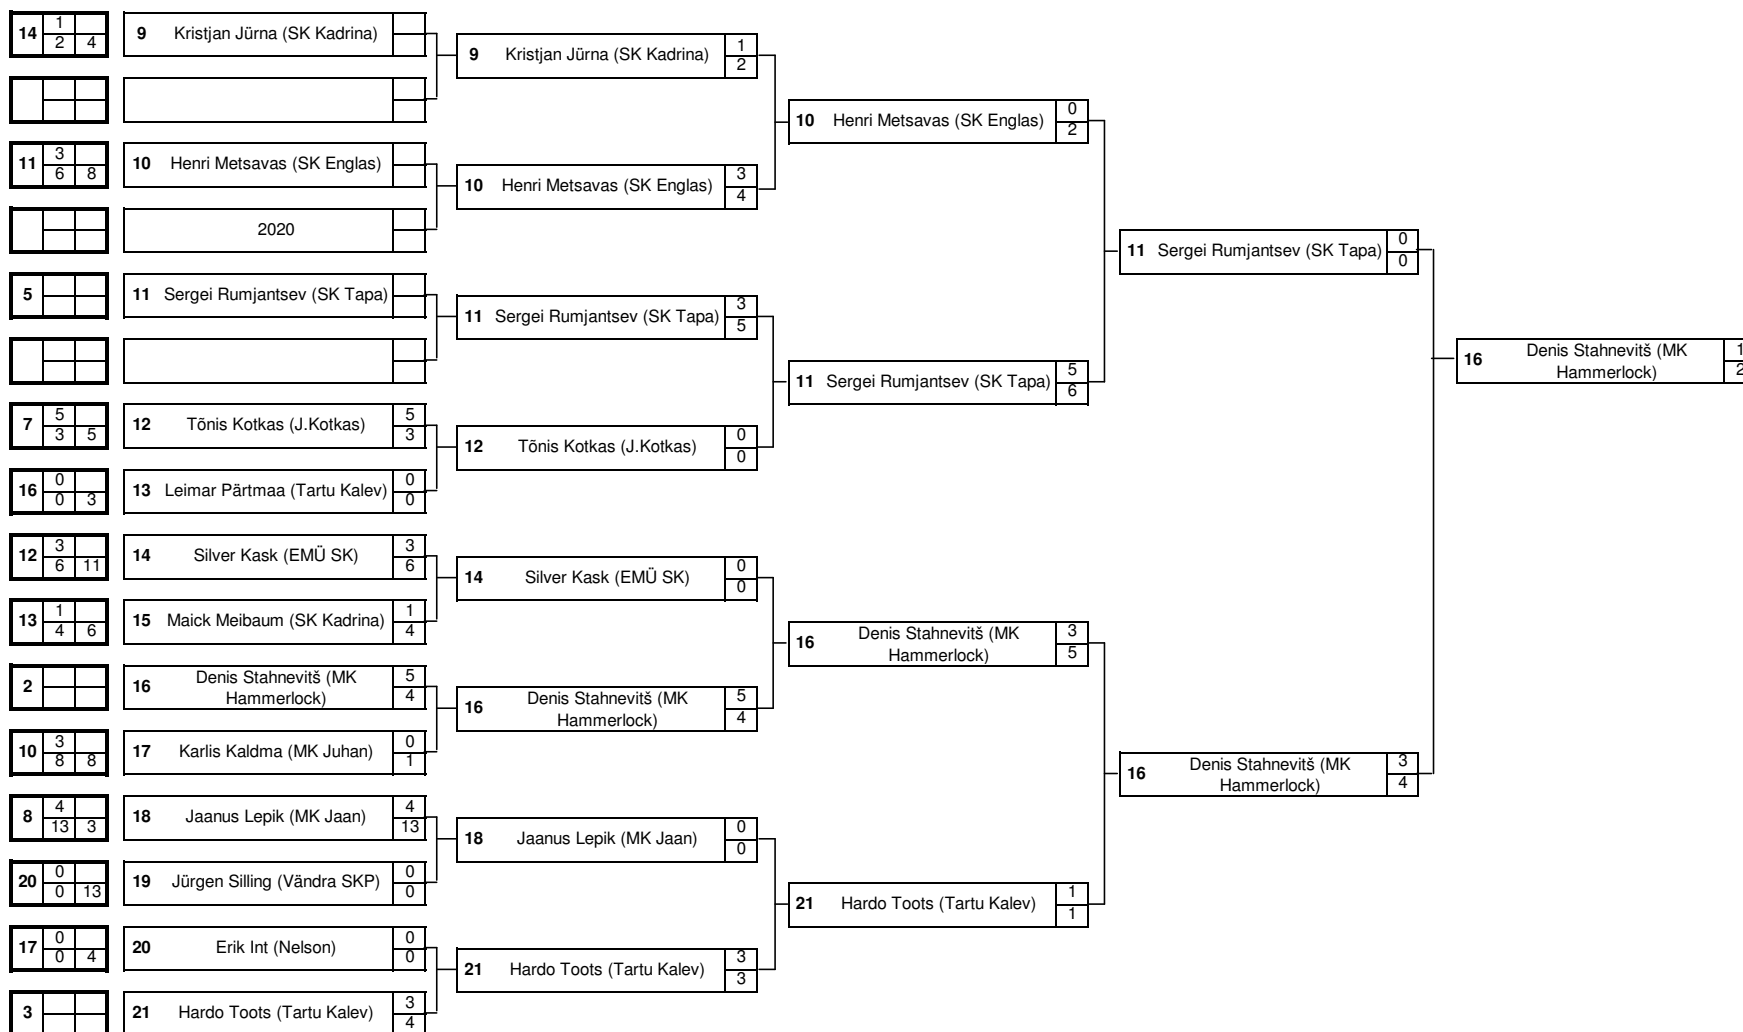 14 1
2 4
9 Kristjan Jürna (SK Kadrina)
9 Kristjan Jürna (SK Kadrina) 1
2
10 Henri Metsavas (SK Englas) 0
2
11 3
6 8
10 Henri Metsavas (SK Englas)
10 Henri Metsavas (SK Englas) 3
4
2020
11 Sergei Rumjantsev (SK Tapa) 0
0
5 11 Sergei Rumjantsev (SK Tapa)
11 Sergei Rumjantsev (SK Tapa) 3
5
16 Denis Stahnevitš (MK
Hammerlock)
1
2
11 Sergei Rumjantsev (SK Tapa) 5
6
7 5
3 5
12 Tõnis Kotkas (J.Kotkas) 5
3
12 Tõnis Kotkas (J.Kotkas) 0
0
16 0
0 3
13 Leimar Pärtmaa (Tartu Kalev) 0
0
12 3
6 11
14 Silver Kask (EMÜ SK) 3
6
14 Silver Kask (EMÜ SK) 0
0
13 1
4 6
15 Maick Meibaum (SK Kadrina) 1
4
16 Denis Stahnevitš (MK
Hammerlock)
3
5
2 16 Denis Stahnevitš (MK
Hammerlock)
5
4
16 Denis Stahnevitš (MK
Hammerlock)
5
4
10 3
8 8
17 Karlis Kaldma (MK Juhan) 0
1
16 Denis Stahnevitš (MK
Hammerlock)
3
4
8 4
13 3
18 Jaanus Lepik (MK Jaan) 4
13
18 Jaanus Lepik (MK Jaan) 0
0
20 0
0 13
19 Jürgen Silling (Vändra SKP) 0
0
21 Hardo Toots (Tartu Kalev) 1
1
17 0
0 4
20 Erik Int (Nelson) 0
0
21 Hardo Toots (Tartu Kalev) 3
3
3 21 Hardo Toots (Tartu Kalev) 3
4